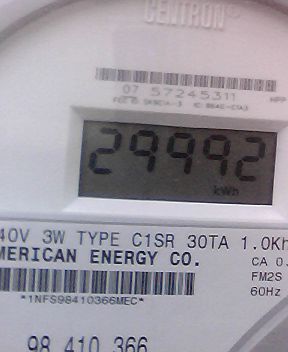 CENTRON®
07 57245311
29992
kWh
40V 3W TYPE C1SR 30TA 1.0Kh
MERICAN ENERGY CO.
CA 0.
FM2S
*1NFS98410366MEC*
60Hz
98 410 366